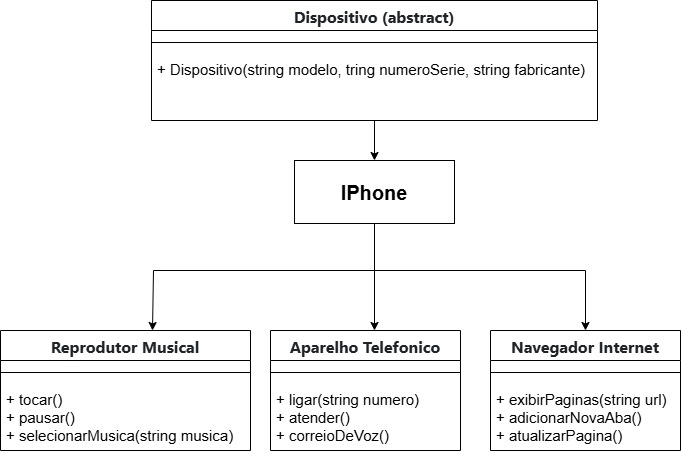 Dispositivo (abstract)
+ Dispositivo(string modelo, tring numeroSerie, string fabricante)
IPhone
Reprodutor Musical
+ tocar()
+ pausar()
+ selecionarMusica(string musica)
Aparelho Telefonico
+ ligar(string numero)
+ atender()
+ correioDeVoz()
Navegador Internet
+ exibirPaginas(string url)
+ adicionarNovaAba()
+ atualizarPagina()